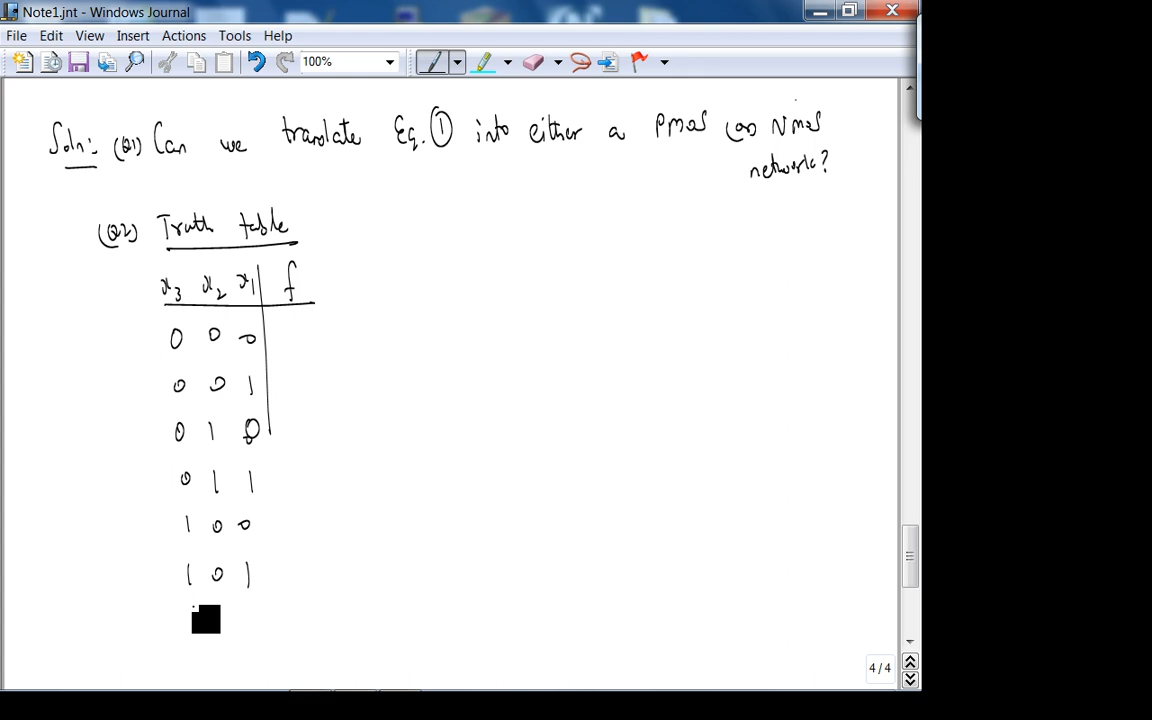 Note1.jnt - Windows Journal
File Edit View Insert Actions Tools Help
100%
Soln: (Q1) Can we translate Eq. ① into either a PMOS (or) NMOS
network?
(Q2) Truth table
x3 x2 x1 f
0 0 0
0 0 1
0 1 0
0 1 1
1 0 0
1 0 1
4 / 4